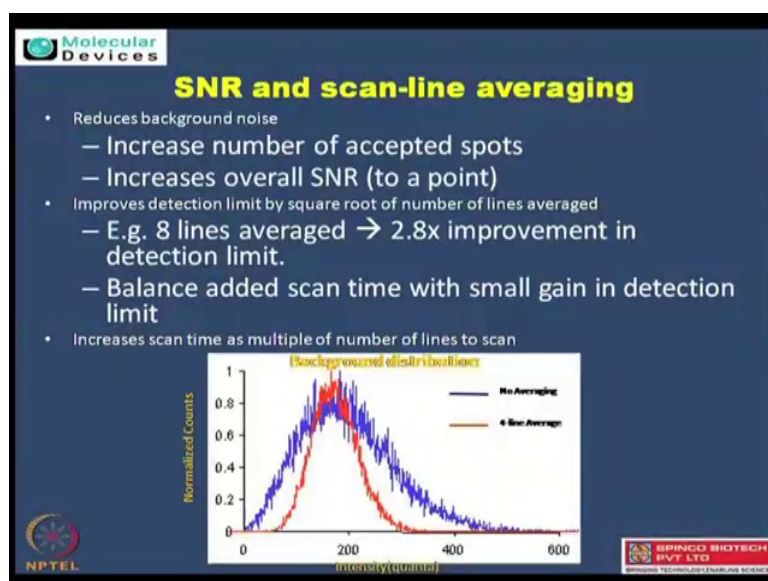 Molecular
Devices
SNR and scan-line averaging
• Reduces background noise
– Increase number of accepted spots
– Increases overall SNR (to a point)
• Improves detection limit by square root of number of lines averaged
– E.g. 8 lines averaged → 2.8x improvement in
detection limit.
– Balance added scan time with small gain in detection
limit
• Increases scan time as multiple of number of lines to scan
Background distribution
Normalized Counts
1
0.8
0.6
0.4
0.2
0
No Averaging
4-line Average
0 200 400 600
intensity(quanta)
NPTEL
SPINCO BIOTECH
PVT LTD
BRINGING TECHNOLOGY, ENABLING SCIENCE